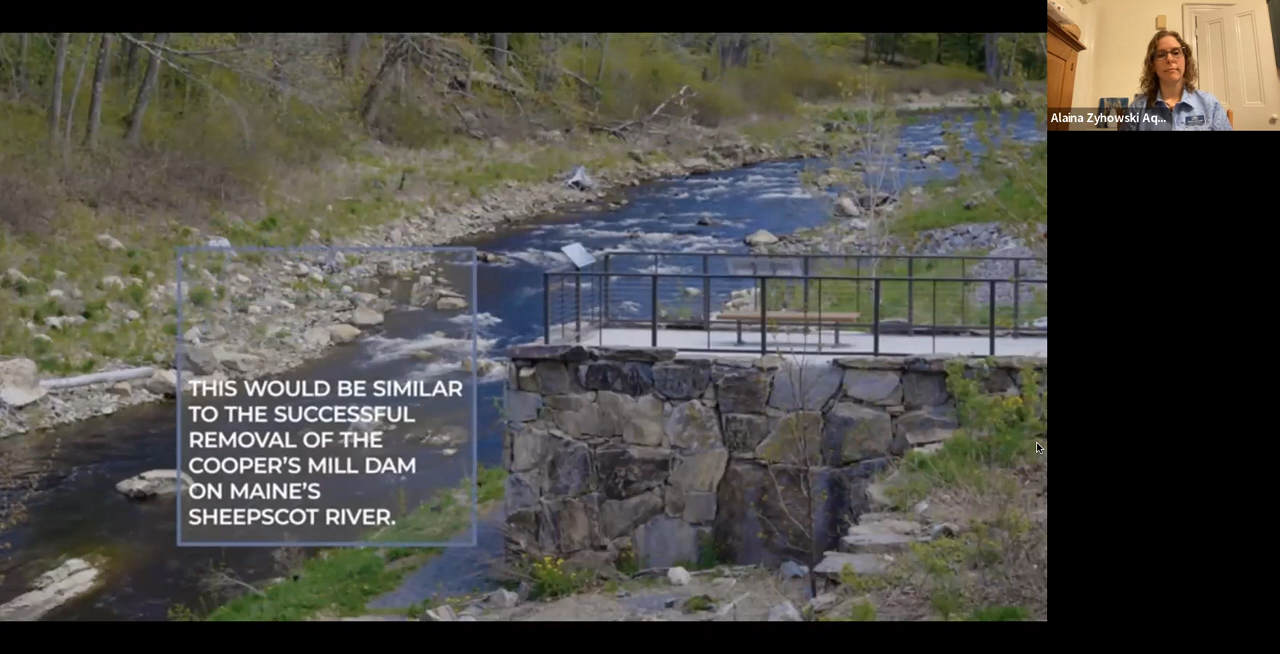 Alaina Zyhowski Aq...
THIS WOULD BE SIMILAR
TO THE SUCCESSFUL
REMOVAL OF THE
COOPER'S MILL DAM
ON MAINE'S
SHEEPSCOT RIVER.